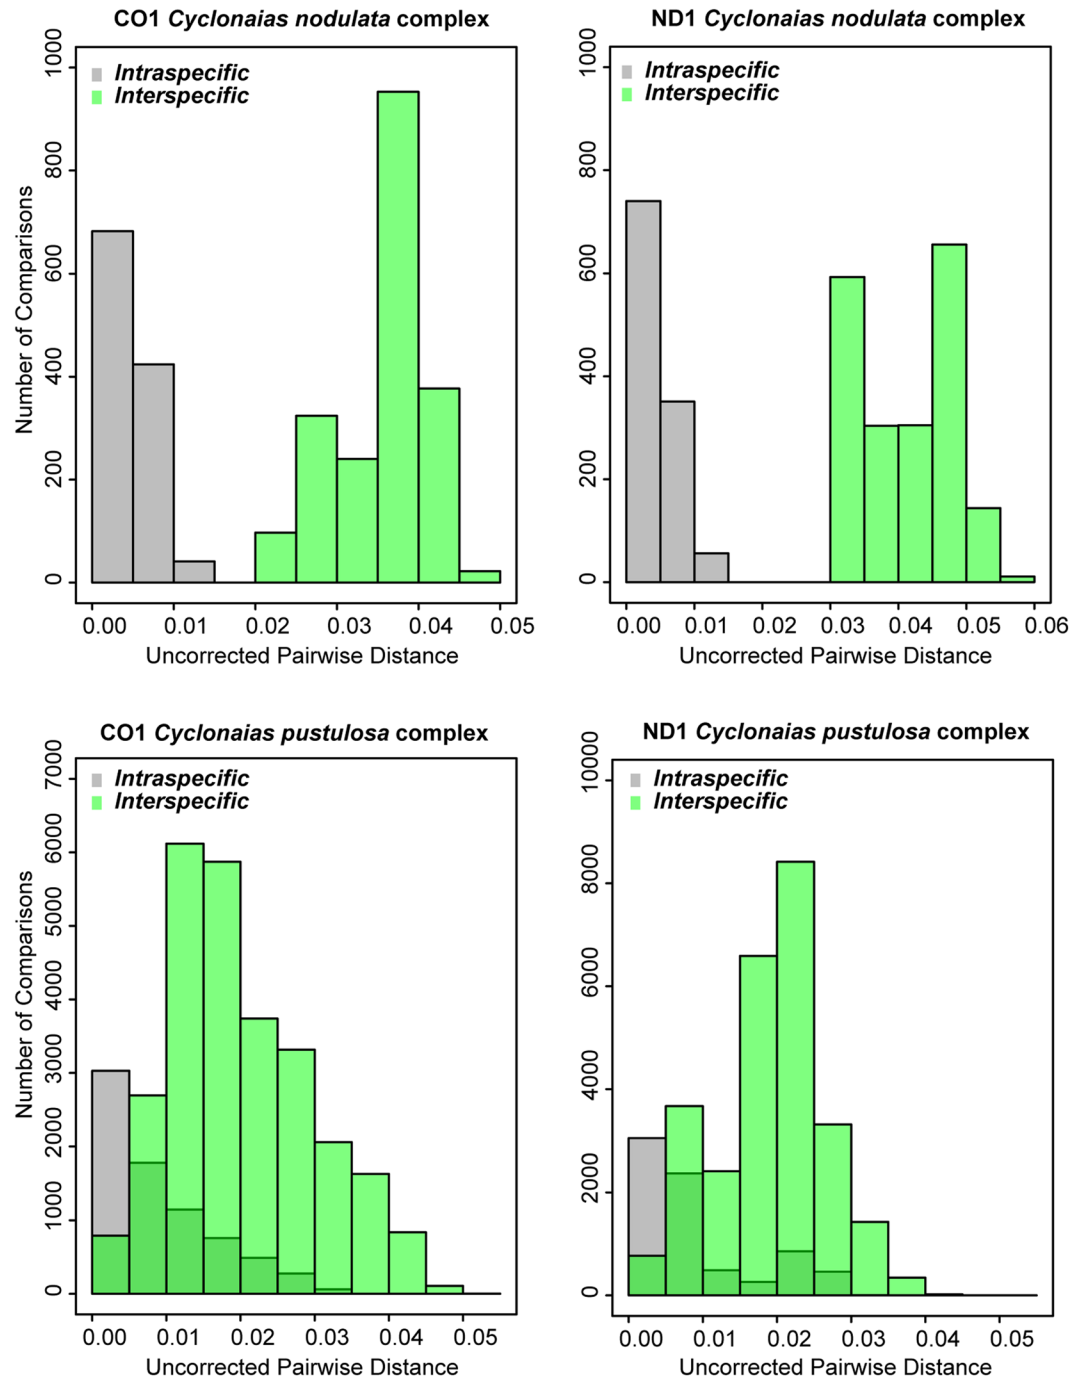 CO1 Cyclonaias nodulata complex
Intraspecific
Interspecific
Number of Comparisons
0
200
400
600
800
1000
0.00 0.01 0.02 0.03 0.04 0.05
Uncorrected Pairwise Distance
ND1 Cyclonaias nodulata complex
Intraspecific
Interspecific
0
200
400
600
800
1000
0.00 0.01 0.02 0.03 0.04 0.05 0.06
Uncorrected Pairwise Distance
CO1 Cyclonaias pustulosa complex
Intraspecific
Interspecific
Number of Comparisons
0
1000
2000
3000
4000
5000
6000
7000
0.00 0.01 0.02 0.03 0.04 0.05
Uncorrected Pairwise Distance
ND1 Cyclonaias pustulosa complex
Intraspecific
Interspecific
0
2000
4000
6000
8000
10000
0.00 0.01 0.02 0.03 0.04 0.05
Uncorrected Pairwise Distance